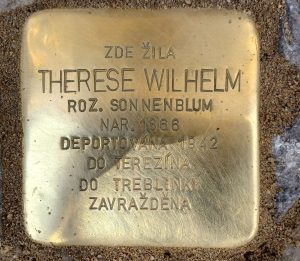 ZDE ŽILA
THERESE WILHELM
ROZ. SONNENBLUM
NAR. 1866
DEPORTOVÁNA 1942
DO TEREZÍNA
DO TREBLINKY
ZAVRAŽDĚNA